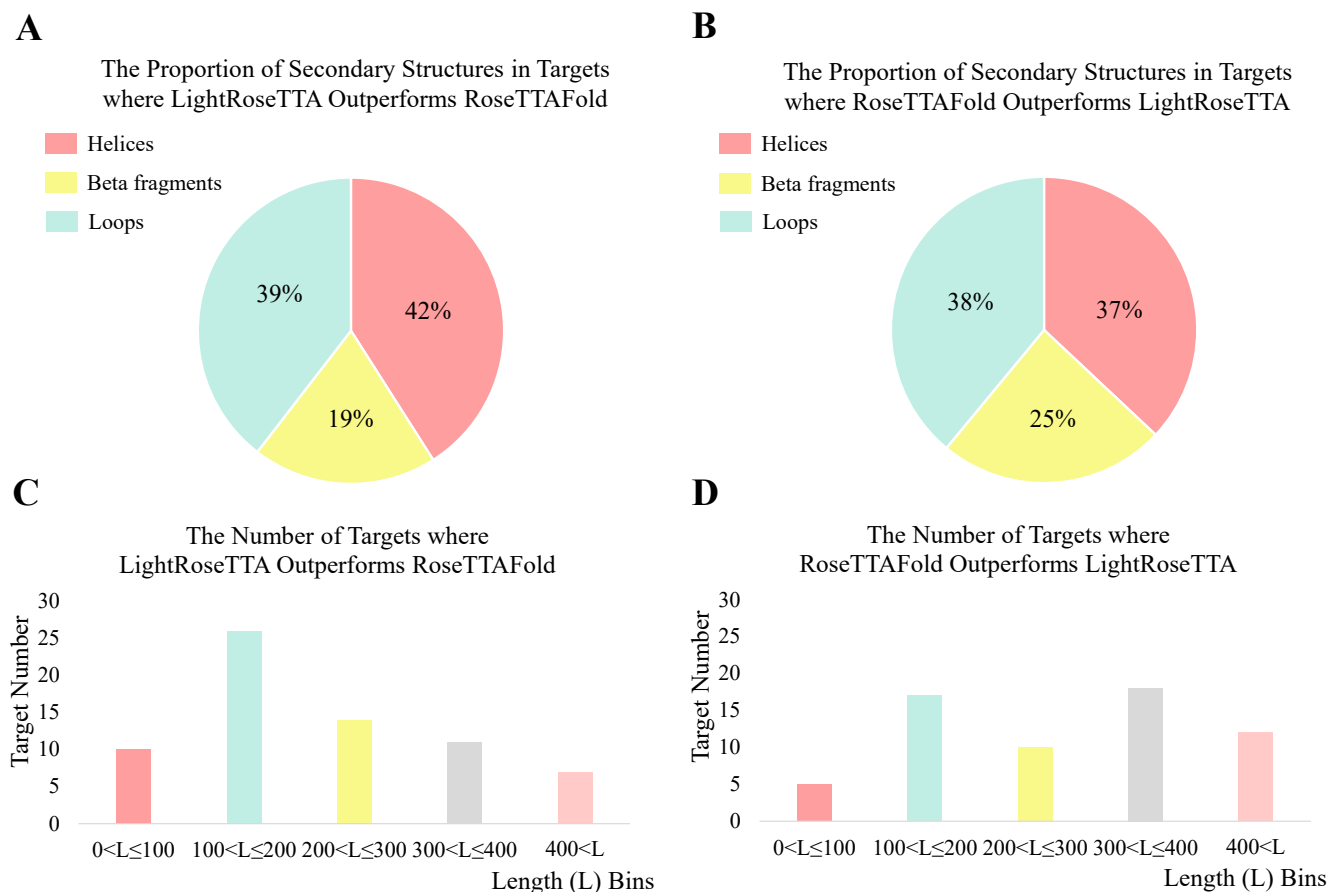 A
The Proportion of Secondary Structures in Targets
where LightRoseTTA Outperforms RoseTTAFold
Helices
Beta fragments
Loops
39%
42%
19%
B
The Proportion of Secondary Structures in Targets
where RoseTTAFold Outperforms LightRoseTTA
Helices
Beta fragments
Loops
38%
37%
25%
C
The Number of Targets where
LightRoseTTA Outperforms RoseTTAFold
Target Number
30
25
20
15
10
5
0
0<L≤100 100<L≤200 200<L≤300 300<L≤400 400<L
Length (L) Bins
D
The Number of Targets where
RoseTTAFold Outperforms LightRoseTTA
Target Number
30
25
20
15
10
5
0
0<L≤100 100<L≤200 200<L≤300 300<L≤400 400<L
Length (L) Bins